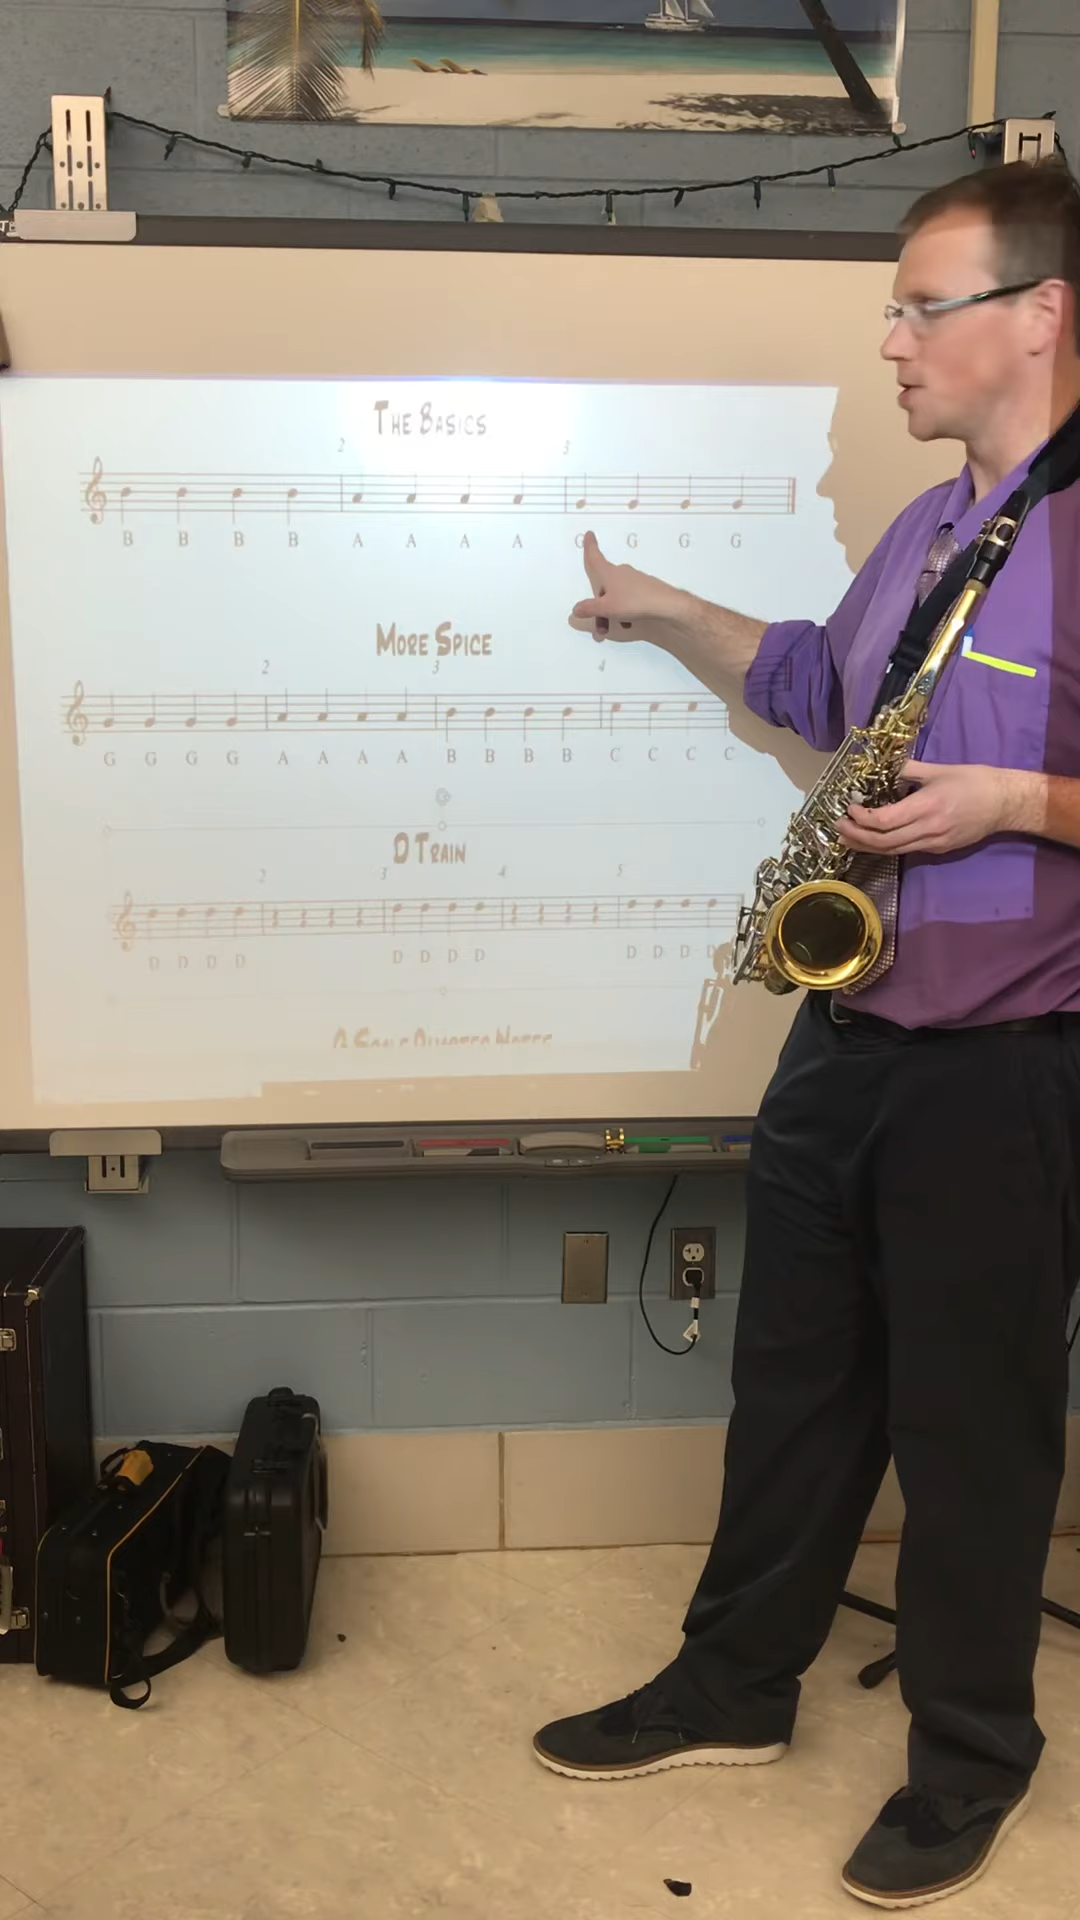 The Basics
2 3
B B B B A A A A G G G G
More Spice
2 3 4
G G G G A A A A B B B B C C C C
D Train
2 3 4 5
D D D D D D D D D D D D